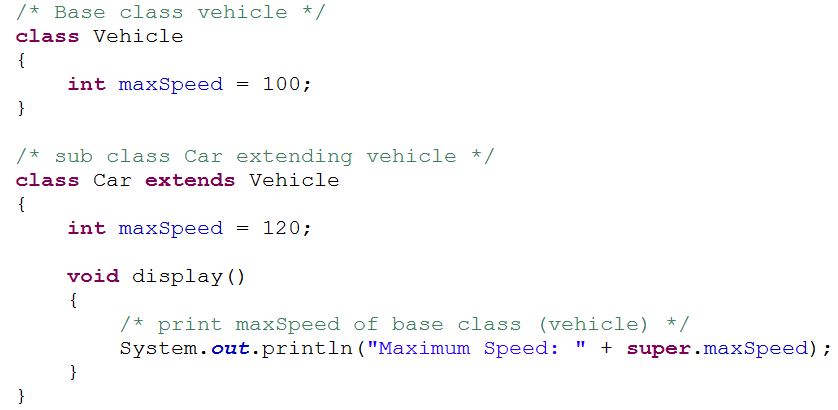 /* Base class vehicle */
class Vehicle
{
    int maxSpeed = 100;
}

/* sub class Car extending vehicle */
class Car extends Vehicle
{
    int maxSpeed = 120;

    void display()
    {
        /* print maxSpeed of base class (vehicle) */
        System.out.println("Maximum Speed: " + super.maxSpeed);
    }
}